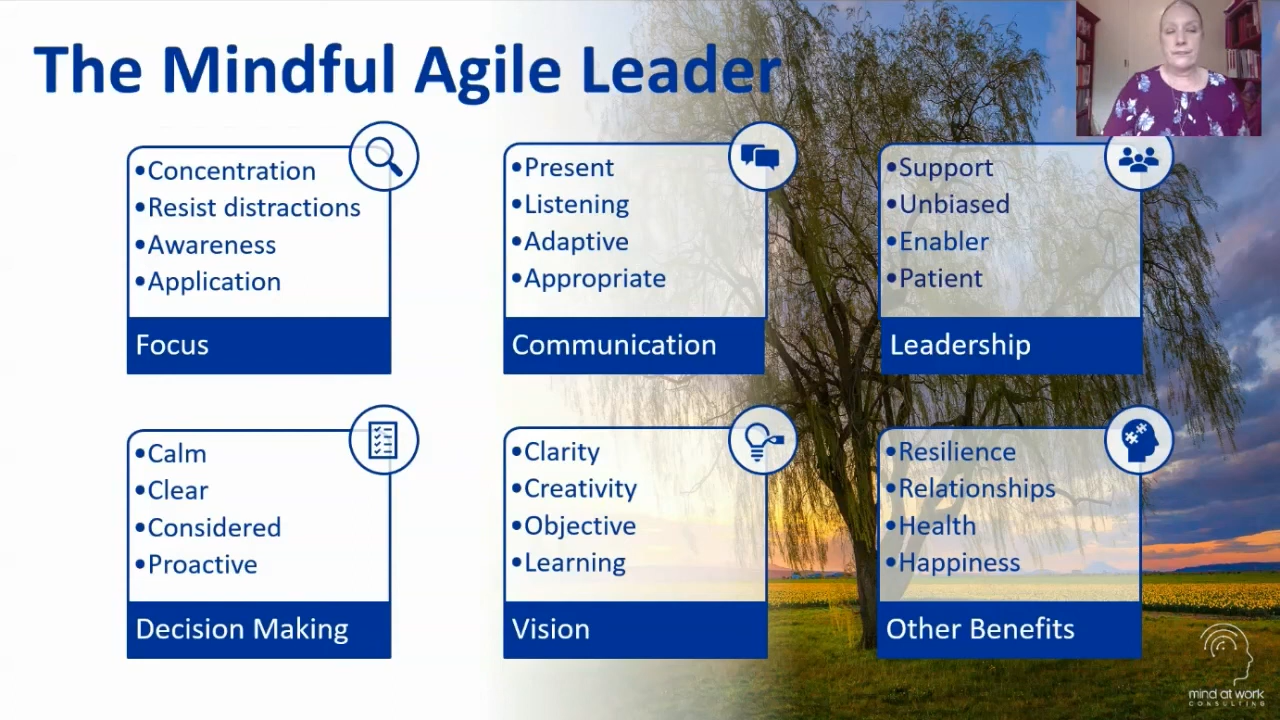 The Mindful Agile Leader
•Concentration
•Resist distractions
•Awareness
•Application
Focus
•Present
•Listening
•Adaptive
•Appropriate
Communication
•Support
•Unbiased
•Enabler
•Patient
Leadership
•Calm
•Clear
•Considered
•Proactive
Decision Making
•Clarity
•Creativity
•Objective
•Learning
Vision
•Resilience
•Relationships
•Health
•Happiness
Other Benefits
mind at work
CONSULTING